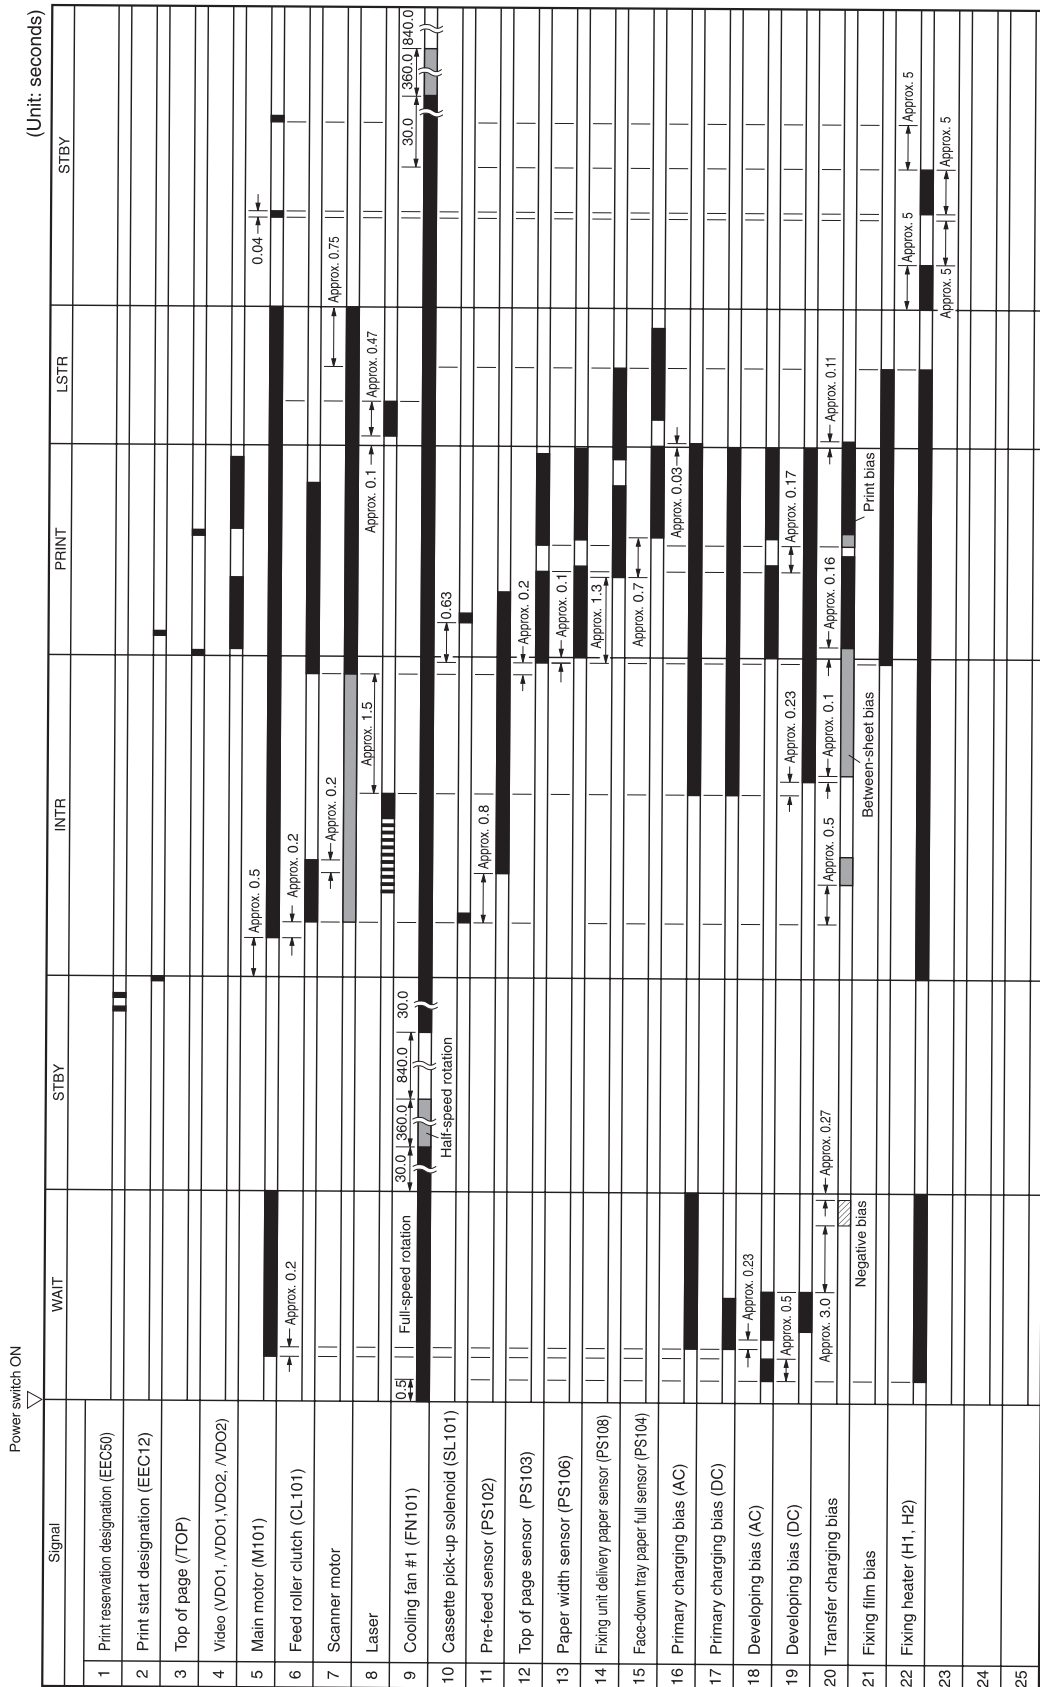 (Unit: seconds)
Power switch ON
Signal
WAIT
STBY
INTR
PRINT
LSTR
STBY
1 Print reservation designation (EEC50)
2 Print start designation (EEC12)
3 Top of page (/TOP)
4 Video (VDO1, /VDO1,VDO2, /VDO2)
5 Main motor (M101)
Approx. 0.5
0.04
6 Feed roller clutch (CL101)
Approx. 0.2
Approx. 0.2
7 Scanner motor
Approx. 0.2
Approx. 0.75
8 Laser
Approx. 1.5
Approx. 0.1
Approx. 0.47
9 Cooling fan #1 (FN101)
0.5
Full-speed rotation
30.0
360.0
840.0
30.0
30.0
360.0
840.0
10 Cassette pick-up solenoid (SL101)
Half-speed rotation
0.63
11 Pre-feed sensor (PS102)
Approx. 0.8
12 Top of page sensor (PS103)
Approx. 0.2
13 Paper width sensor (PS106)
Approx. 0.1
14 Fixing unit delivery paper sensor (PS108)
Approx. 1.3
15 Face-down tray paper full sensor (PS104)
Approx. 0.7
16 Primary charging bias (AC)
Approx. 0.03
17 Primary charging bias (DC)
18 Developing bias (AC)
Approx. 0.23
19 Developing bias (DC)
Approx. 0.5
Approx. 0.23
Approx. 0.17
20 Transfer charging bias
Approx. 3.0
Approx. 0.27
Approx. 0.5
Approx. 0.1
Approx. 0.16
Approx. 0.11
21 Fixing film bias
Negative bias
Between-sheet bias
Print bias
22 Fixing heater (H1, H2)
Approx. 5
Approx. 5
23
Approx. 5
Approx. 5
24
25